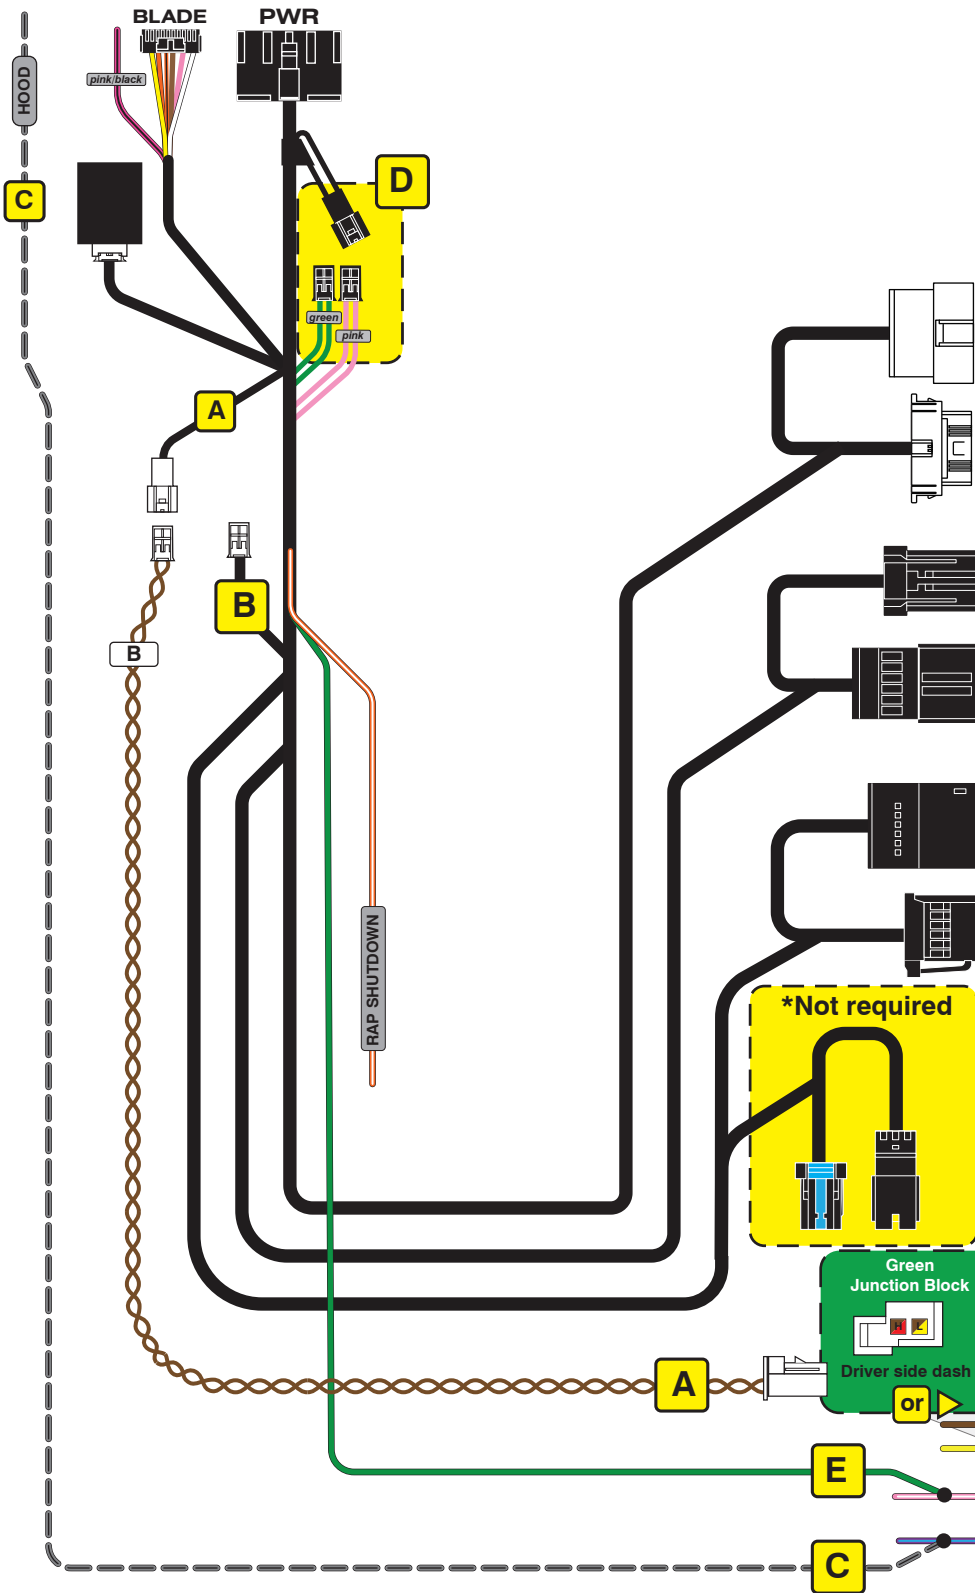 BLADE
PWR
HOOD
pink/black
C
D
green
pink
A
B
B
RAP SHUTDOWN
*Not required
Green
Junction Block
H L
Driver side dash
A
or
E
C